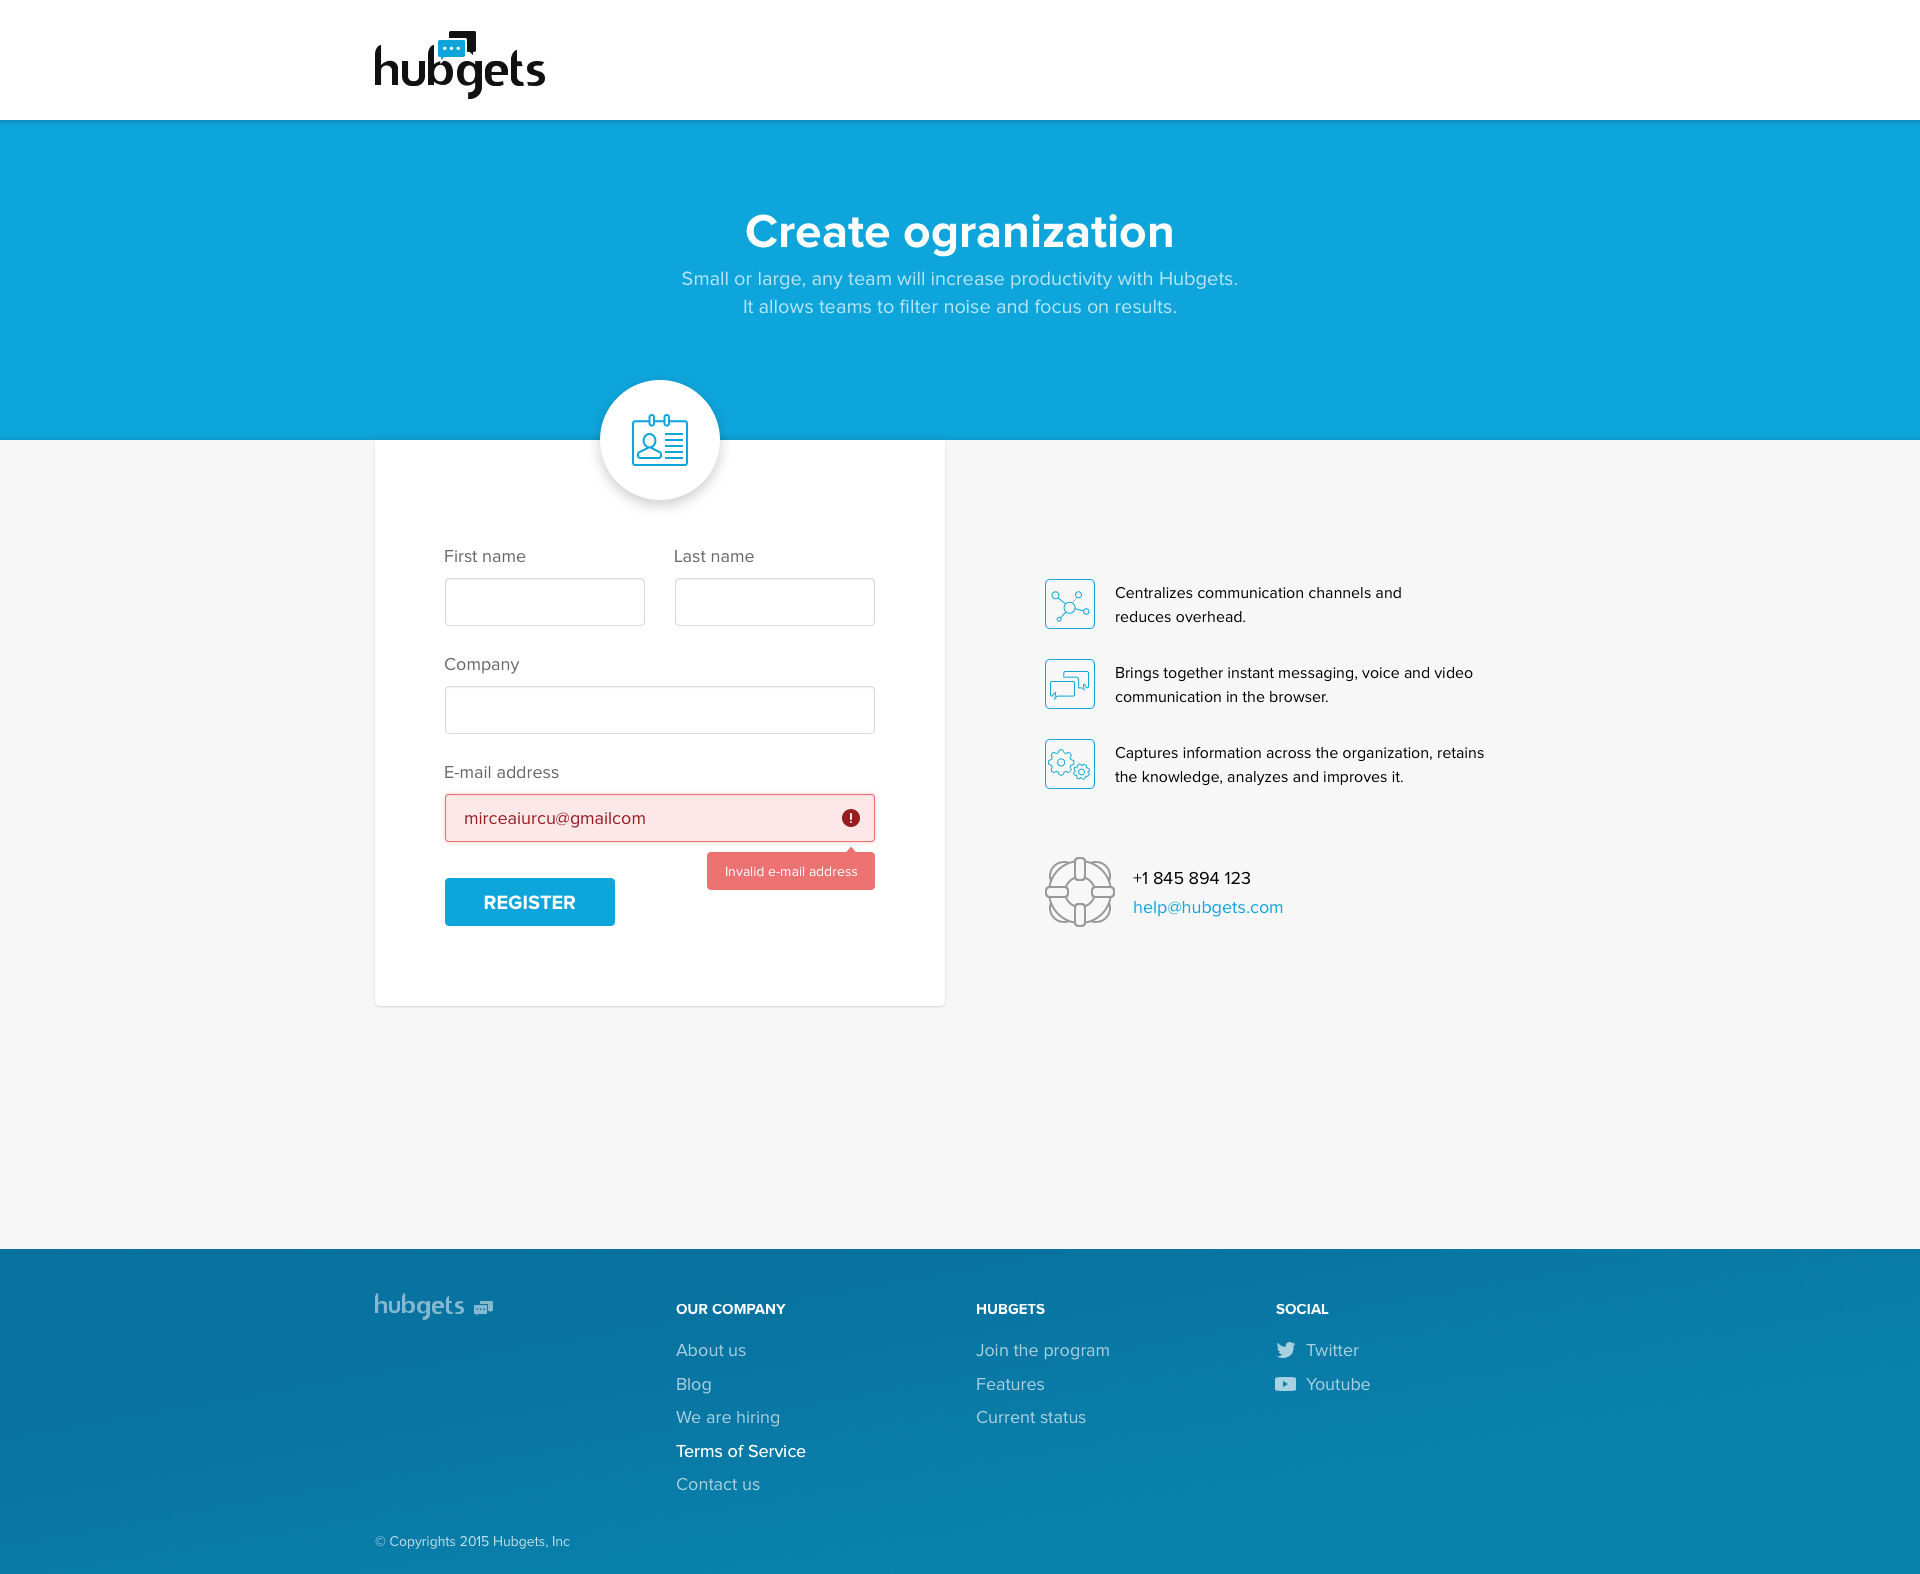 hubgets
Create ogranization
Small or large, any team will increase productivity with Hubgets.
It allows teams to filter noise and focus on results.
First name
Last name
Company
E-mail address
mirceaiurcu@gmailcom
Invalid e-mail address
REGISTER
Centralizes communication channels and
reduces overhead.
Brings together instant messaging, voice and video
communication in the browser.
Captures information across the organization, retains
the knowledge, analyzes and improves it.
+1 845 894 123
help@hubgets.com
hubgets
OUR COMPANY
About us
Blog
We are hiring
Terms of Service
Contact us
HUBGETS
Join the program
Features
Current status
SOCIAL
Twitter
Youtube
© Copyrights 2015 Hubgets, Inc